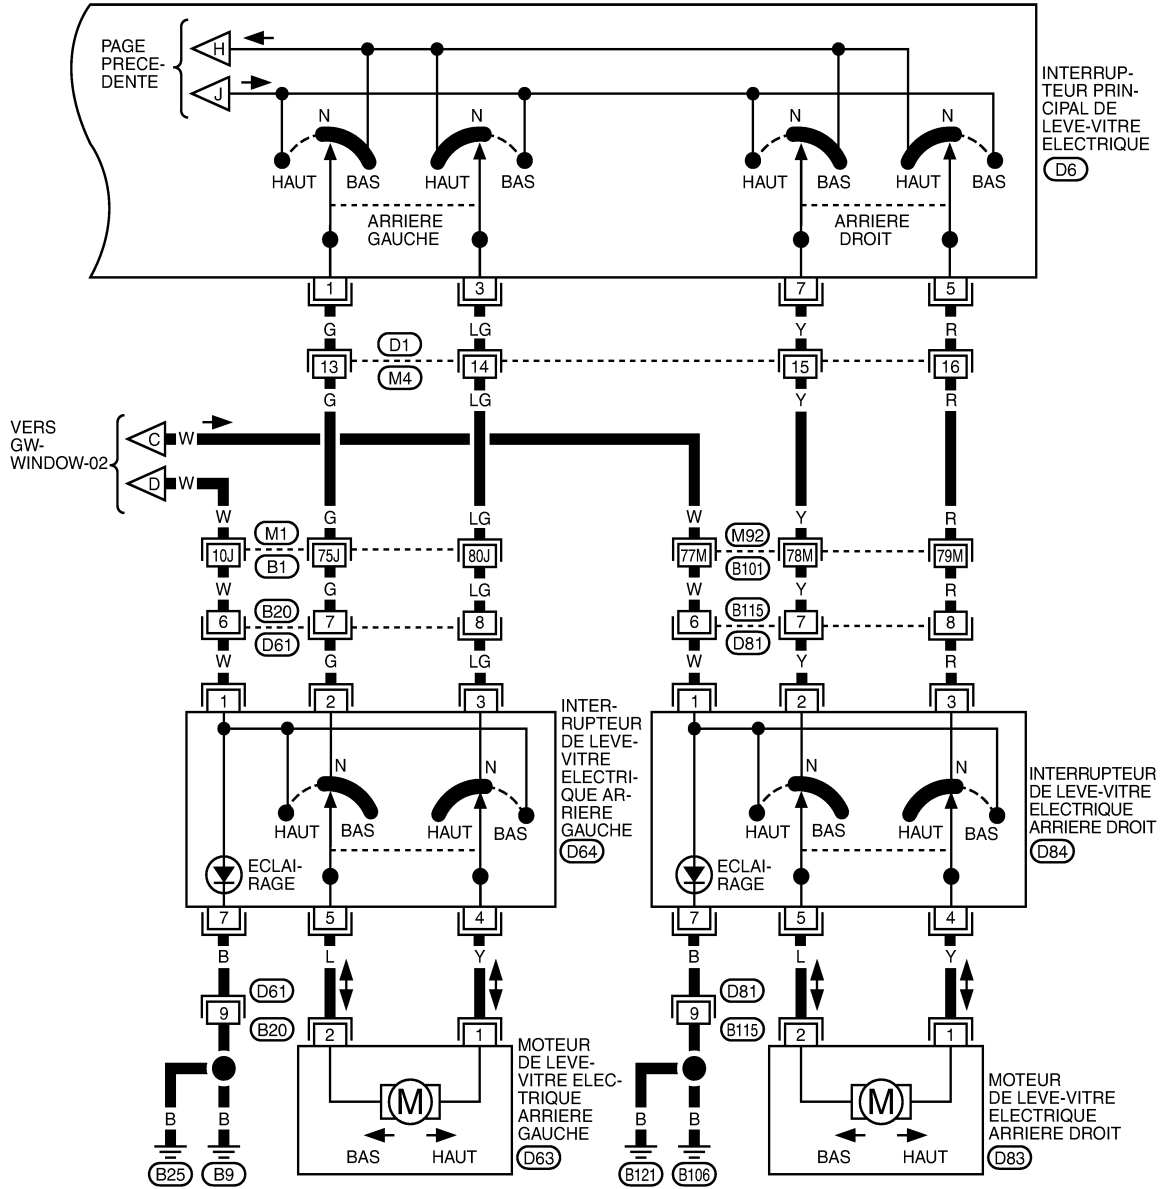 PAGE
PRECE-
DENTE
H
J
N
HAUT
BAS
N
HAUT
BAS
ARRIERE
GAUCHE
N
HAUT
BAS
N
HAUT
BAS
ARRIERE
DROIT
INTERRUP-
TEUR PRIN-
CIPAL DE
LEVE-VITRE
ELECTRIQUE
D6
1
3
7
5
G
LG
Y
R
D1
13
14
15
16
M4
G
LG
Y
R
VERS
GW-
WINDOW-02
C W
D W
W
G
LG
W
Y
R
M1
M92
10J
75J
80J
77M
78M
79M
B1
B101
W
G
LG
W
Y
R
B20
B115
6
7
8
6
7
8
D61
D81
W
G
LG
W
Y
R
1
2
3
1
2
3
N
HAUT
BAS
N
HAUT
BAS
ECLAI-
RAGE
INTER-
RUPTEUR
DE LEVE-
VITRE
ELECTRI-
QUE AR-
RIERE
GAUCHE
D64
N
HAUT
BAS
N
HAUT
BAS
ECLAI-
RAGE
INTERRUPTEUR
DE LEVE-VITRE
ELECTRIQUE
ARRIERE DROIT
D84
7
5
4
7
5
4
B
L
Y
B
L
Y
D61
D81
9
9
B20
B115
2
1
2
1
M
BAS
HAUT
MOTEUR
DE LEVE-
VITRE ELEC-
TRIQUE
ARRIERE
GAUCHE
D63
M
BAS
HAUT
MOTEUR
DE LEVE-VITRE
ELECTRIQUE
ARRIERE DROIT
D83
B
B
B
B
B25
B9
B121
B106